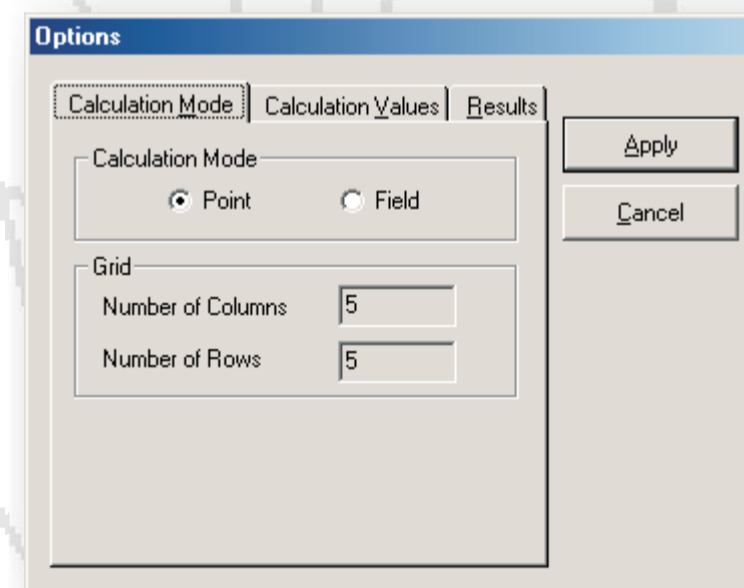 Options
Calculation Mode Calculation Values Results
Apply
Calculation Mode
Point Field
Cancel
Grid
Number of Columns 5
Number of Rows 5